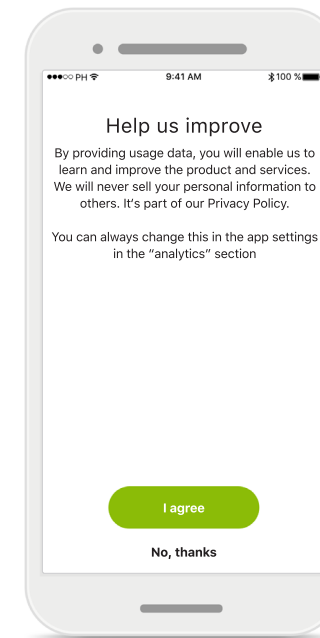 PH 9:41 AM 100 %
Help us improve
By providing usage data, you will enable us to
learn and improve the product and services.
We will never sell your personal information to
others. It’s part of our Privacy Policy.
You can always change this in the app settings
in the “analytics” section
I agree
No, thanks